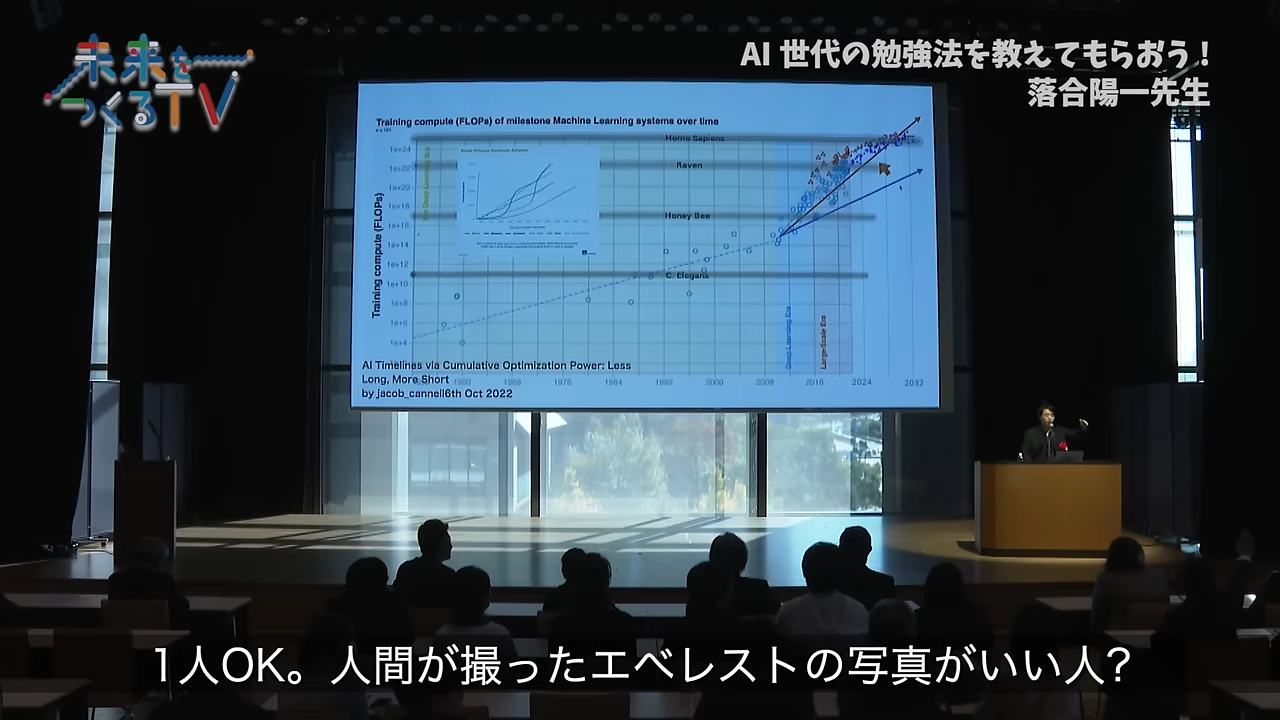 未来を
つくるTV
AI 世代の勉強法を教えてもらおう!
落合陽一先生
Training compute (FLOPs) of milestone Machine Learning systems over time
Training compute (FLOPs)
1e+24
1e+22
1e+20
1e+18
1e+16
1e+14
1e+12
1e+10
1e+8
1e+6
1e+4
Homo Sapiens
Raven
Honey Bee
C. Elegans
Deep Learning Era
Large Scale Era
AI Timelines via Cumulative Optimization Power: Less
Long, More Short
by jacob_cannell6th Oct 2022
1960
1968
1976
1984
1992
2000
2008
2016
2024
2032
1人OK。人間が撮ったエベレストの写真がいい人?